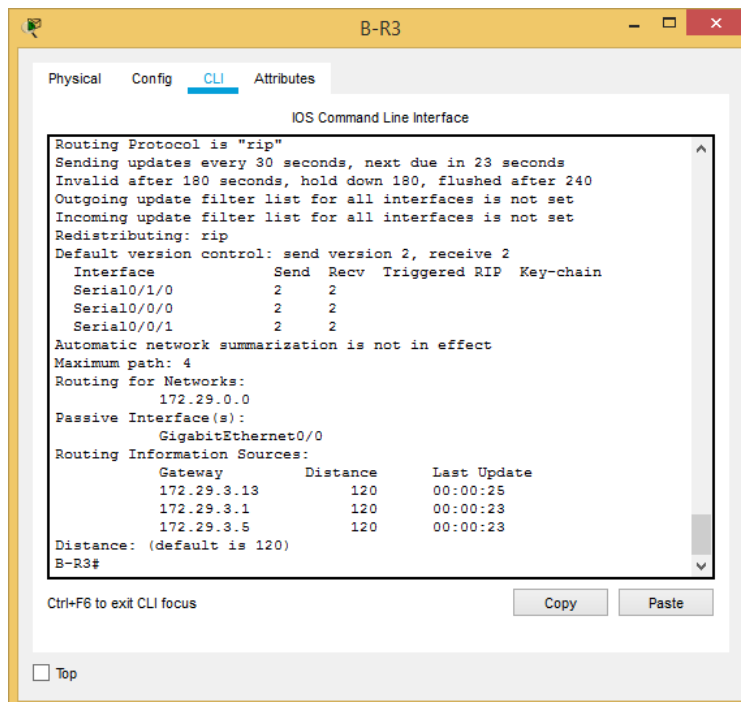 B-R3
Physical Config CLI Attributes
IOS Command Line Interface
Routing Protocol is "rip"
Sending updates every 30 seconds, next due in 23 seconds
Invalid after 180 seconds, hold down 180, flushed after 240
Outgoing update filter list for all interfaces is not set
Incoming update filter list for all interfaces is not set
Redistributing: rip
Default version control: send version 2, receive 2
Interface Send Recv Triggered RIP Key-chain
Serial0/1/0 2 2
Serial0/0/0 2 2
Serial0/0/1 2 2
Automatic network summarization is not in effect
Maximum path: 4
Routing for Networks:
172.29.0.0
Passive Interface(s):
GigabitEthernet0/0
Routing Information Sources:
Gateway Distance Last Update
172.29.3.13 120 00:00:25
172.29.3.1 120 00:00:23
172.29.3.5 120 00:00:23
Distance: (default is 120)
B-R3#
Ctrl+F6 to exit CLI focus Copy Paste
Top